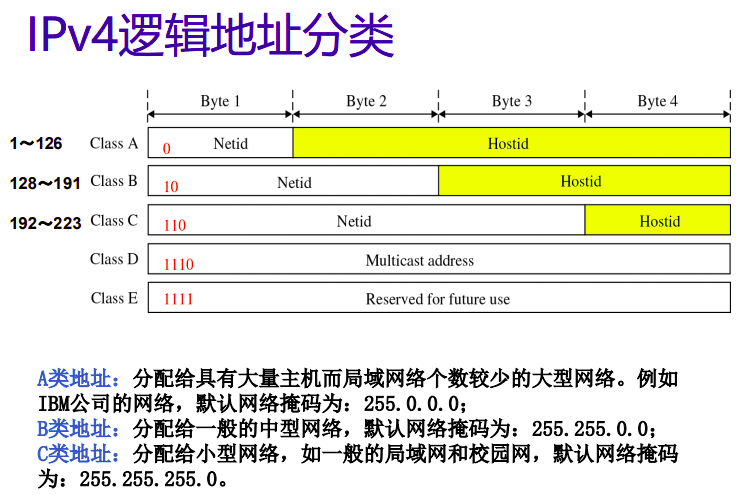 IPv4逻辑地址分类
Byte 1 Byte 2 Byte 3 Byte 4
1～126 Class A 0 Netid Hostid
128～191 Class B 10 Netid Hostid
192～223 Class C 110 Netid Hostid
Class D 1110 Multicast address
Class E 1111 Reserved for future use
A类地址：分配给具有大量主机而局域网络个数较少的大型网络。例如
IBM公司的网络，默认网络掩码为：255.0.0.0；
B类地址：分配给一般的中型网络，默认网络掩码为：255.255.0.0；
C类地址：分配给小型网络，如一般的局域网和校园网，默认网络掩码
为：255.255.255.0。